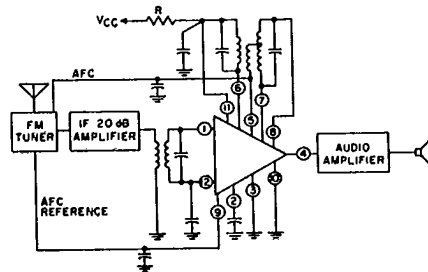 VCC
R
AFC
11
6
5
7
8
FM TUNER
IF 20 dB AMPLIFIER
1
12
9
2
3
10
4
AUDIO AMPLIFIER
AFC REFERENCE